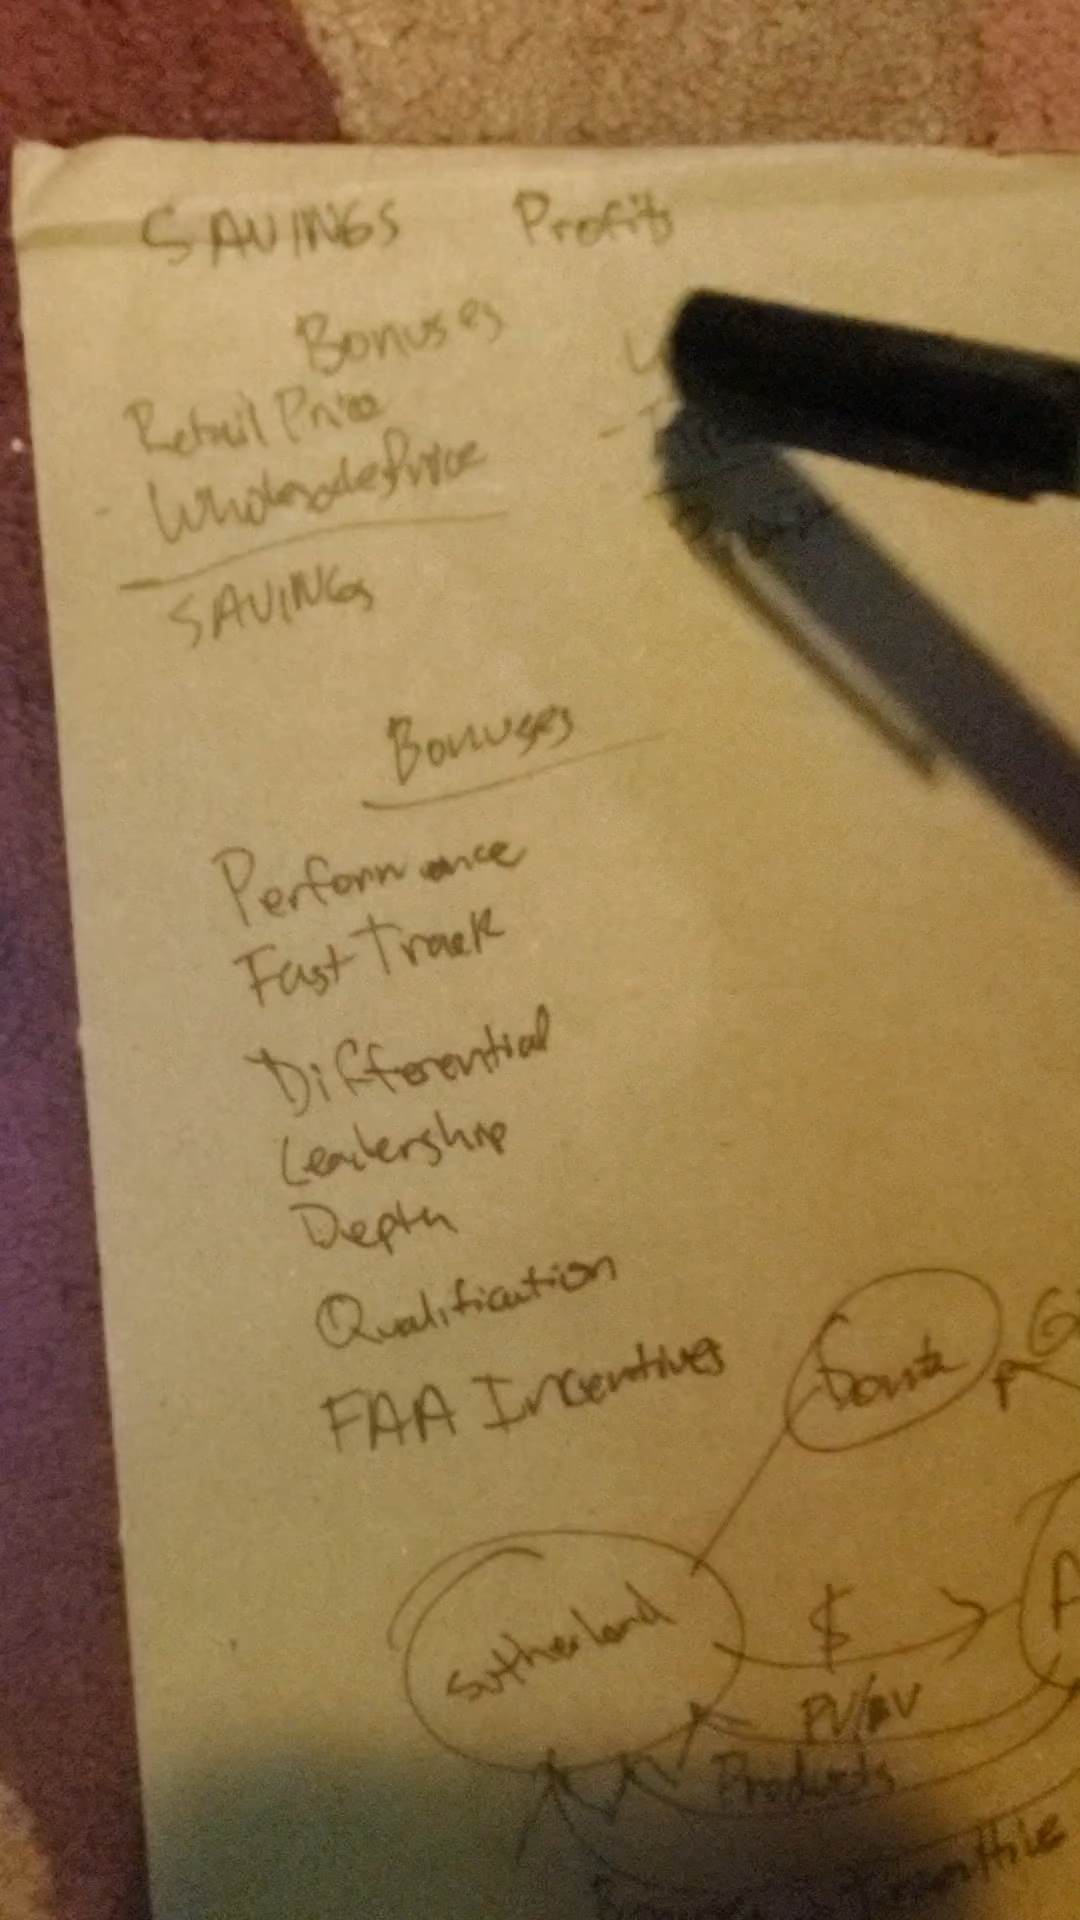 SAVINGS Profits
Bonuses
Retail Price
- Wholesale Price
SAVINGS
Bonuses
Performance
Fast Track
Differential
Leadership
Depth
Qualification
FAA Incentives
Sutherland
$
PV/BV
Products